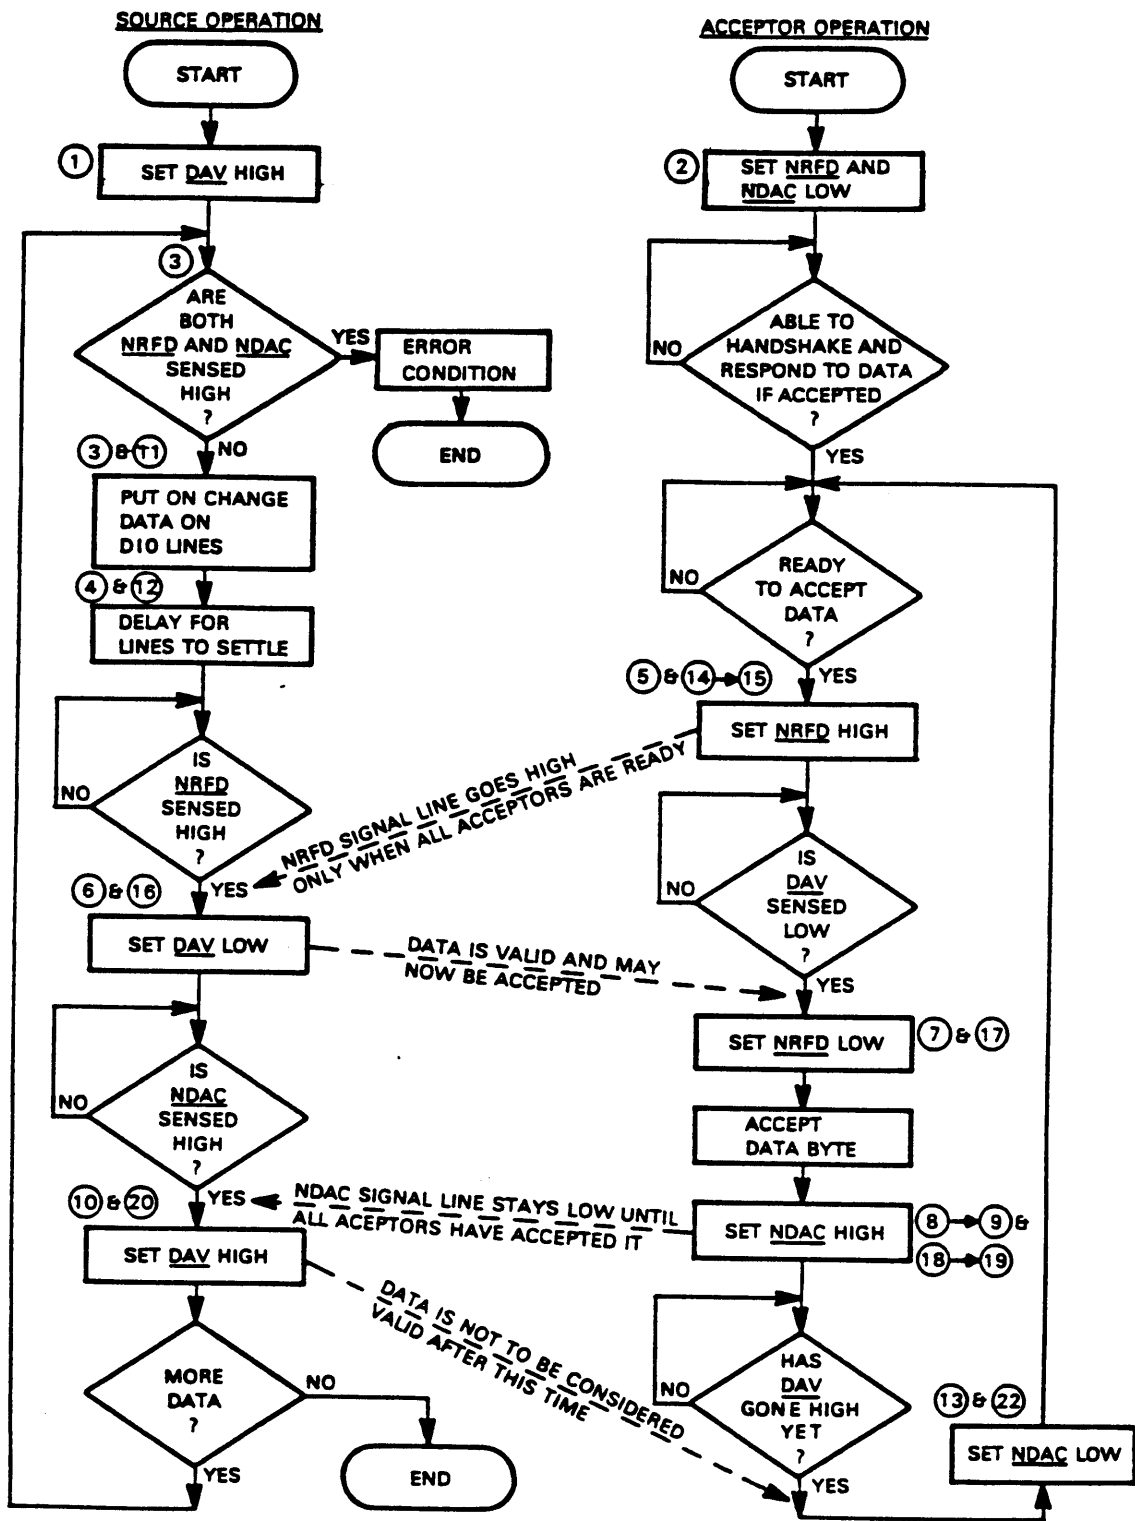 SOURCE OPERATION
START
1
SET DAV HIGH
3
ARE
BOTH
NRFD AND NDAC
SENSED
HIGH
?
YES
ERROR
CONDITION
END
3 & T1
NO
PUT ON CHANGE
DATA ON
DIO LINES
4 & 12
DELAY FOR
LINES TO SETTLE
IS
NRFD
SENSED
HIGH
?
NO
6 & 16
YES
SET DAV LOW
IS
NDAC
SENSED
HIGH
?
NO
10 & 20
YES
SET DAV HIGH
MORE
DATA
?
NO
END
YES
NRFD SIGNAL LINE GOES HIGH
ONLY WHEN ALL ACCEPTORS ARE READY
DATA IS VALID AND MAY
NOW BE ACCEPTED
NDAC SIGNAL LINE STAYS LOW UNTIL
ALL ACEPTORS HAVE ACCEPTED IT
DATA IS NOT TO BE CONSIDERED
VALID AFTER THIS TIME
ACCEPTOR OPERATION
START
2
SET NRFD AND
NDAC LOW
ABLE TO
HANDSHAKE AND
RESPOND TO DATA
IF ACCEPTED
?
NO
YES
READY
TO ACCEPT
DATA
?
NO
5 & 14 15
YES
SET NRFD HIGH
IS
DAV
SENSED
LOW
?
NO
YES
SET NRFD LOW
7 & 17
ACCEPT
DATA BYTE
SET NDAC HIGH
8 9 &
18 19
HAS
DAV
GONE HIGH
YET
?
NO
YES
13 & 22
SET NDAC LOW